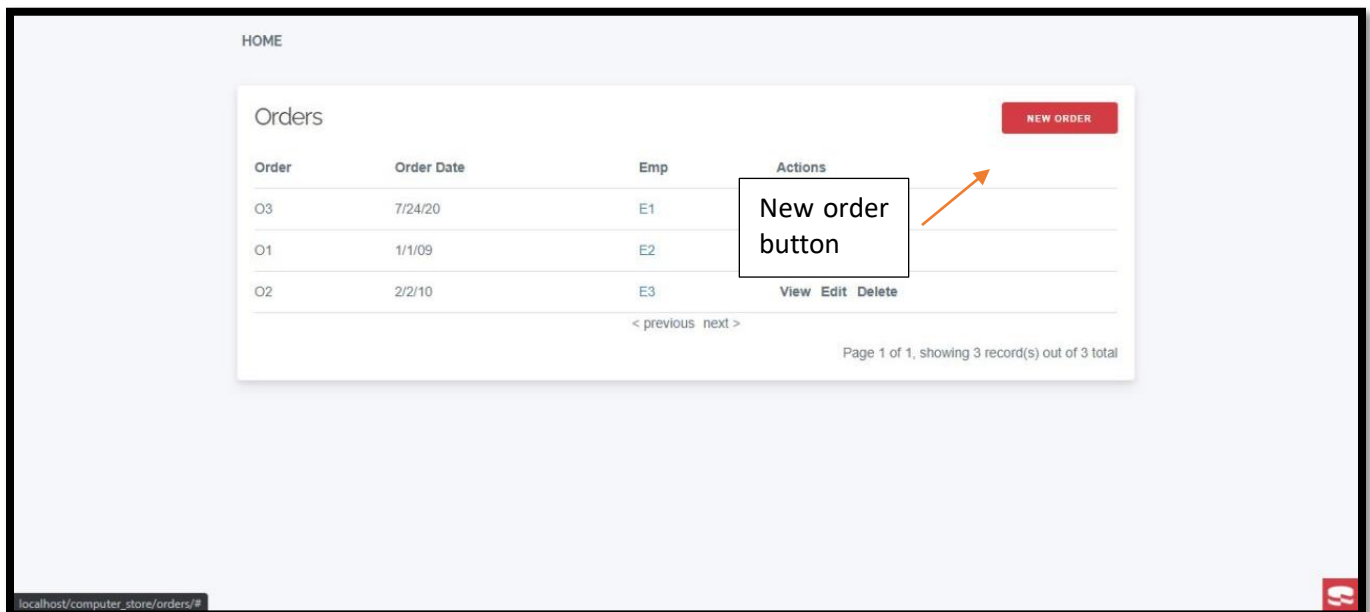 HOME
Orders
NEW ORDER
Order Order Date Emp Actions
O3 7/24/20 E1
New order
button
O1 1/1/09 E2
O2 2/2/10 E3 View Edit Delete
< previous next >
Page 1 of 1, showing 3 record(s) out of 3 total
localhost/computer_store/orders/#